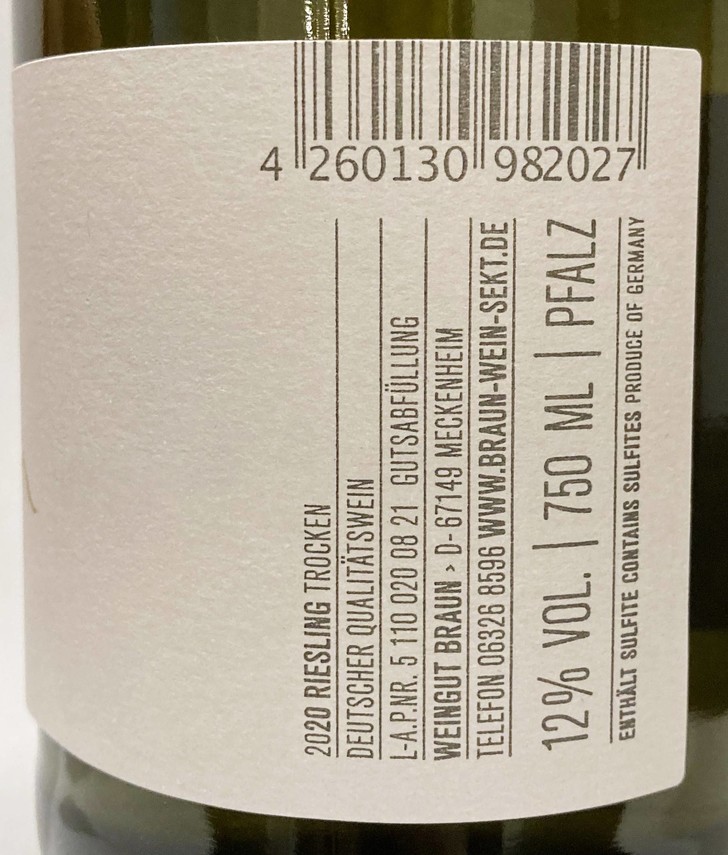 4 260130 982027
2020 RIESLING TROCKEN
DEUTSCHER QUALITÄTSWEIN
L-A.P.NR. 5 110 020 08 21 GUTSABFÜLLUNG
WEINGUT BRAUN > D-67149 MECKENHEIM
TELEFON 06326 8596 WWW.BRAUN-WEIN-SEKT.DE
12% VOL. | 750 ML | PFALZ
ENTHÄLT SULFITE CONTAINS SULFITES PRODUCE OF GERMANY